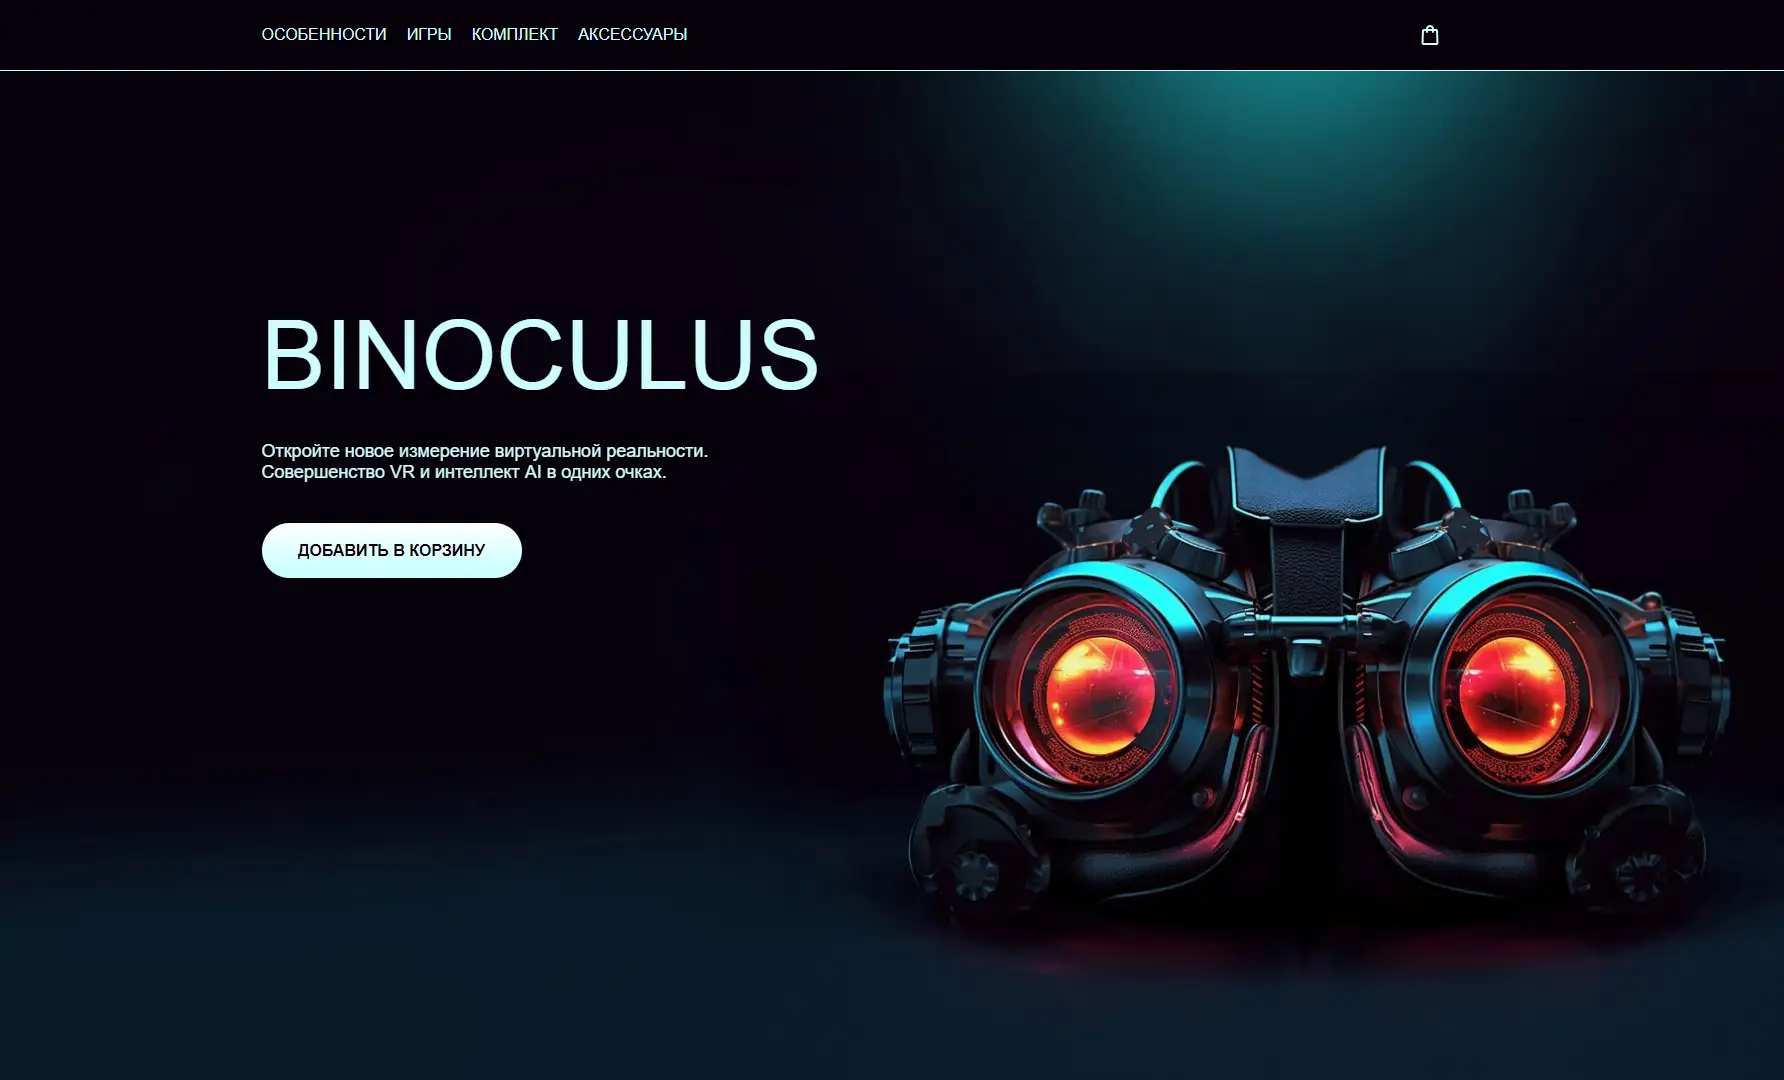 ОСОБЕННОСТИ ИГРЫ КОМПЛЕКТ АКСЕССУАРЫ
BINOCULUS
Откройте новое измерение виртуальной реальности.
Совершенство VR и интеллект AI в одних очках.
ДОБАВИТЬ В КОРЗИНУ